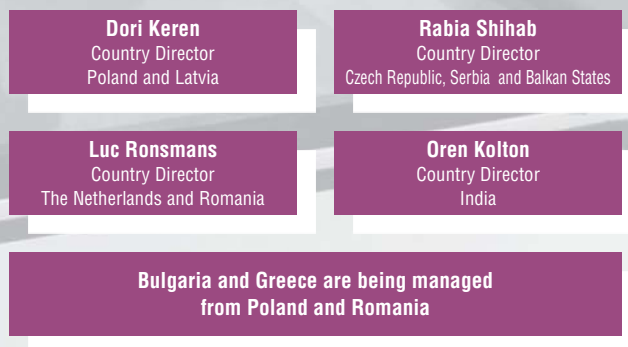 Dori Keren
Country Director
Poland and Latvia
Rabia Shihab
Country Director
Czech Republic, Serbia and Balkan States
Luc Ronsmans
Country Director
The Netherlands and Romania
Oren Kolton
Country Director
India
Bulgaria and Greece are being managed
from Poland and Romania